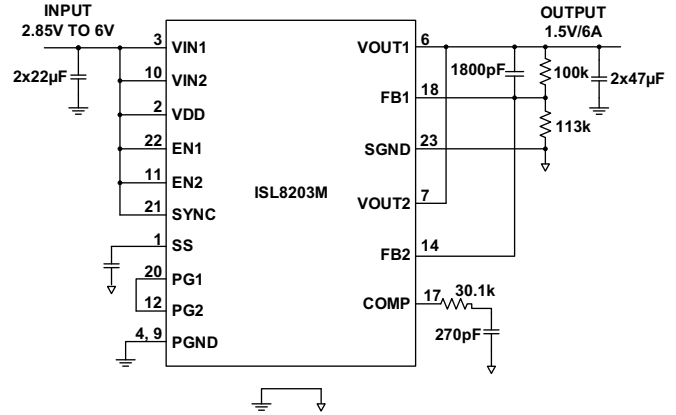 INPUT
2.85V TO 6V
OUTPUT
1.5V/6A
2x22µF
3 VIN1
10 VIN2
2 VDD
22 EN1
11 EN2
21 SYNC
1 SS
20 PG1
12 PG2
4, 9 PGND
ISL8203M
VOUT1 6
1800pF
100k
2x47µF
FB1 18
113k
SGND 23
VOUT2 7
FB2 14
COMP 17
30.1k
270pF